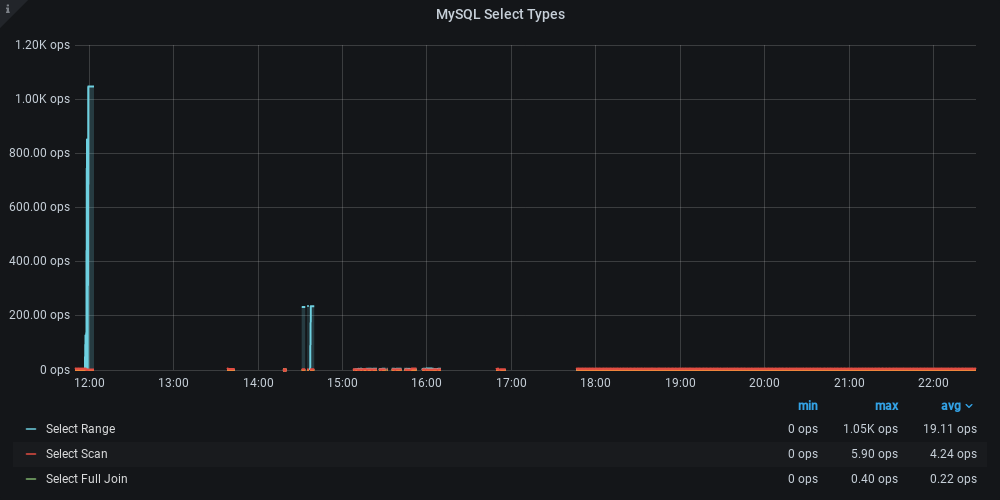 i
MySQL Select Types
1.20K ops
1.00K ops
800.00 ops
600.00 ops
400.00 ops
200.00 ops
0 ops
12:00 13:00 14:00 15:00 16:00 17:00 18:00 19:00 20:00 21:00 22:00
min max avg
Select Range 0 ops 1.05K ops 19.11 ops
Select Scan 0 ops 5.90 ops 4.24 ops
Select Full Join 0 ops 0.40 ops 0.22 ops